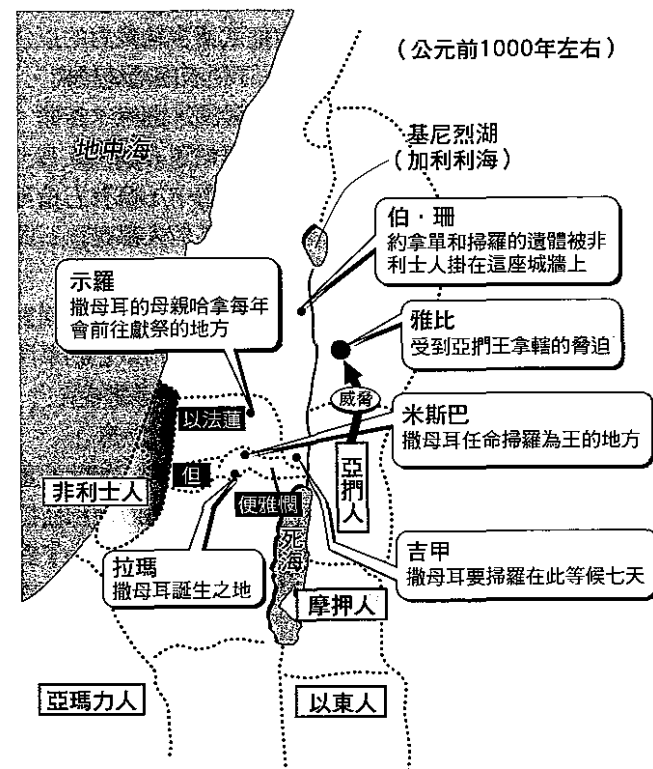 （公元前1000年左右）
地中海
基尼烈湖
（加利利海）
伯．珊
約拿單和掃羅的遺體被非
利士人掛在這座城牆上
示羅
撒母耳的母親哈拿每年
會前往獻祭的地方
雅比
受到亞捫王拿轄的脅迫
威脅
米斯巴
撒母耳任命掃羅為王的地方
以法蓮
但
亞捫人
非利士人
便雅憫
死海
吉甲
撒母耳要掃羅在此等候七天
拉瑪
撒母耳誕生之地
摩押人
亞瑪力人
以東人